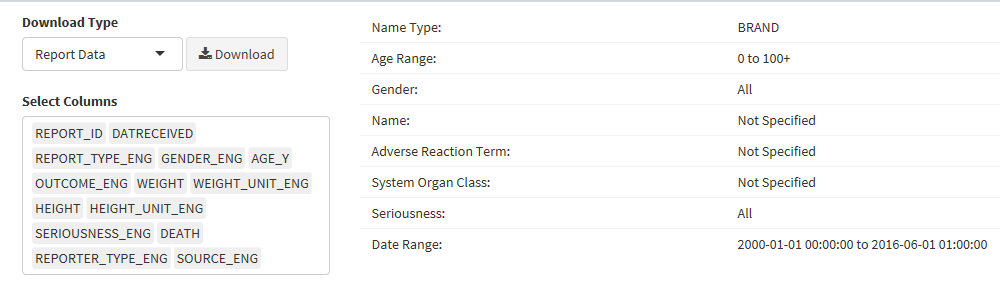 Download Type
Report Data
Download
Select Columns
REPORT_ID DATRECEIVED
REPORT_TYPE_ENG GENDER_ENG AGE_Y
OUTCOME_ENG WEIGHT WEIGHT_UNIT_ENG
HEIGHT HEIGHT_UNIT_ENG
SERIOUSNESS_ENG DEATH
REPORTER_TYPE_ENG SOURCE_ENG
Name Type: BRAND
Age Range: 0 to 100+
Gender: All
Name: Not Specified
Adverse Reaction Term: Not Specified
System Organ Class: Not Specified
Seriousness: All
Date Range: 2000-01-01 00:00:00 to 2016-06-01 01:00:00